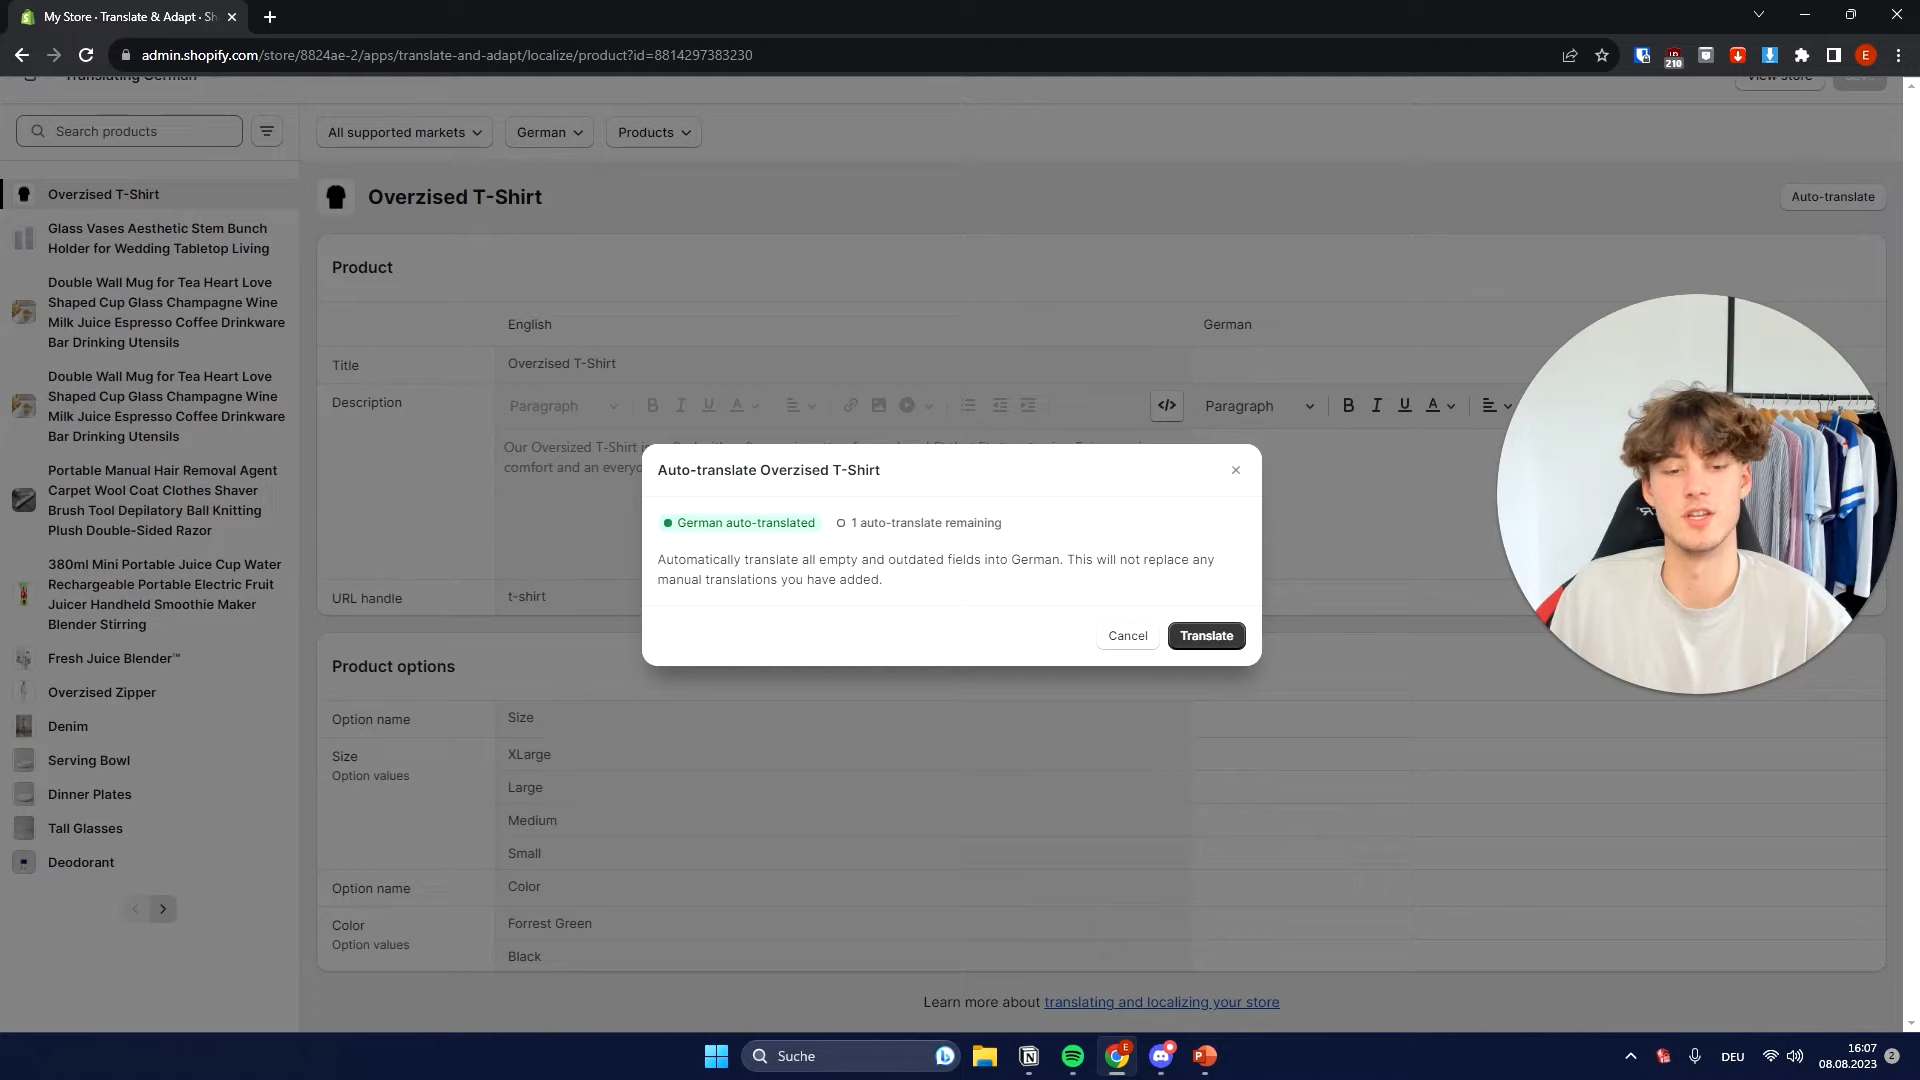 My Store · Translate & Adapt · Sh
admin.shopify.com/store/8824ae-2/apps/translate-and-adapt/localize/product?id=8814297383230
210
E
Translating German
View store
Search products
All supported markets
German
Products
Overzised T-Shirt
Glass Vases Aesthetic Stem Bunch
Holder for Wedding Tabletop Living
Double Wall Mug for Tea Heart Love
Shaped Cup Glass Champagne Wine
Milk Juice Espresso Coffee Drinkware
Bar Drinking Utensils
Double Wall Mug for Tea Heart Love
Shaped Cup Glass Champagne Wine
Milk Juice Espresso Coffee Drinkware
Bar Drinking Utensils
Portable Manual Hair Removal Agent
Carpet Wool Coat Clothes Shaver
Brush Tool Depilatory Ball Knitting
Plush Double-Sided Razor
380ml Mini Portable Juice Cup Water
Rechargeable Portable Electric Fruit
Juicer Handheld Smoothie Maker
Blender Stirring
Fresh Juice Blender™
Overzised Zipper
Denim
Serving Bowl
Dinner Plates
Tall Glasses
Deodorant
Overzised T-Shirt
Auto-translate
Product
English
German
Title
Overzised T-Shirt
Description
Paragraph
B I U A
</>
Paragraph
B I U A
Our Oversized T-Shirt
comfort and an everyd
URL handle
t-shirt
Auto-translate Overzised T-Shirt
German auto-translated
1 auto-translate remaining
Automatically translate all empty and outdated fields into German. This will not replace any
manual translations you have added.
Cancel
Translate
Product options
Option name
Size
Size
Option values
XLarge
Large
Medium
Small
Option name
Color
Color
Option values
Forrest Green
Black
Learn more about translating and localizing your store
Suche
E
DEU
16:07
08.08.2023
2